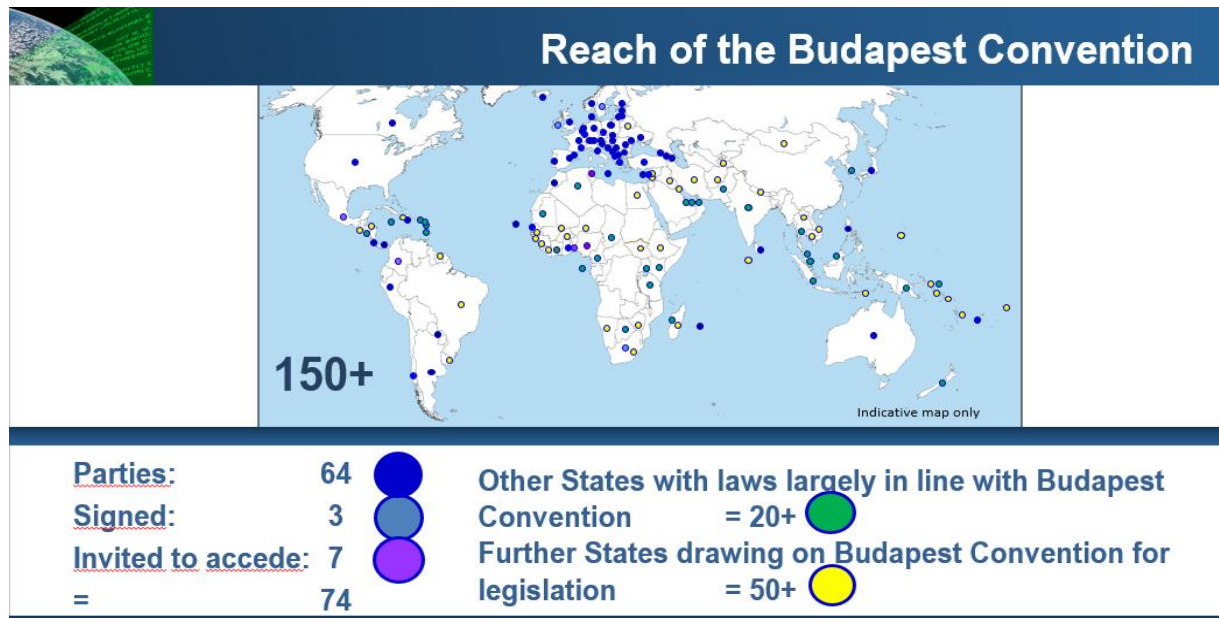 Reach of the Budapest Convention
150+
Indicative map only
Parties: 64
Signed: 3
Invited to accede: 7
= 74
Other States with laws largely in line with Budapest
Convention = 20+
Further States drawing on Budapest Convention for
legislation = 50+